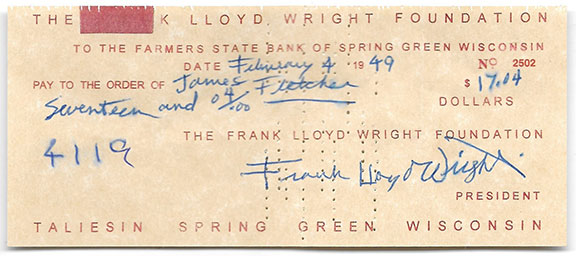 THE K LLOYD WRIGHT FOUNDATION
TO THE FARMERS STATE BANK OF SPRING GREEN WISCONSIN
DATE February 4 1949 Nº 2502
PAY TO THE ORDER OF James Fletcher $ 17.04
Seventeen and 04/00 DOLLARS
THE FRANK LLOYD WRIGHT FOUNDATION
4119
Frank Lloyd Wright
PRESIDENT
TALIESIN SPRING GREEN WISCONSIN